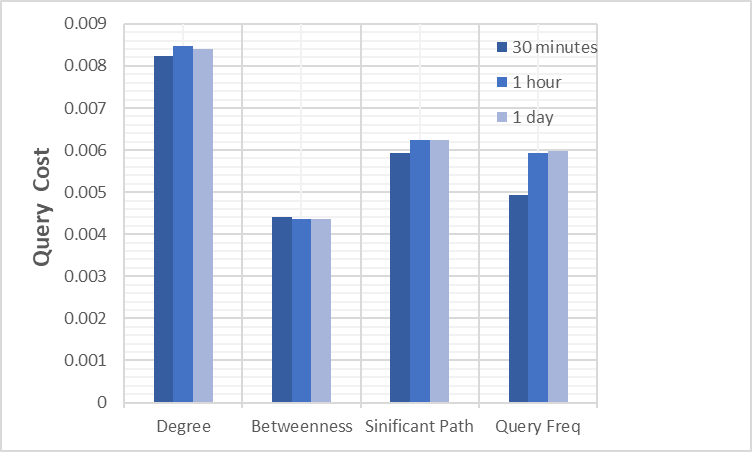 0.009
0.008
0.007
0.006
0.005
0.004
0.003
0.002
0.001
0
Query Cost
30 minutes
1 hour
1 day
Degree Betweenness Sinificant Path Query Freq